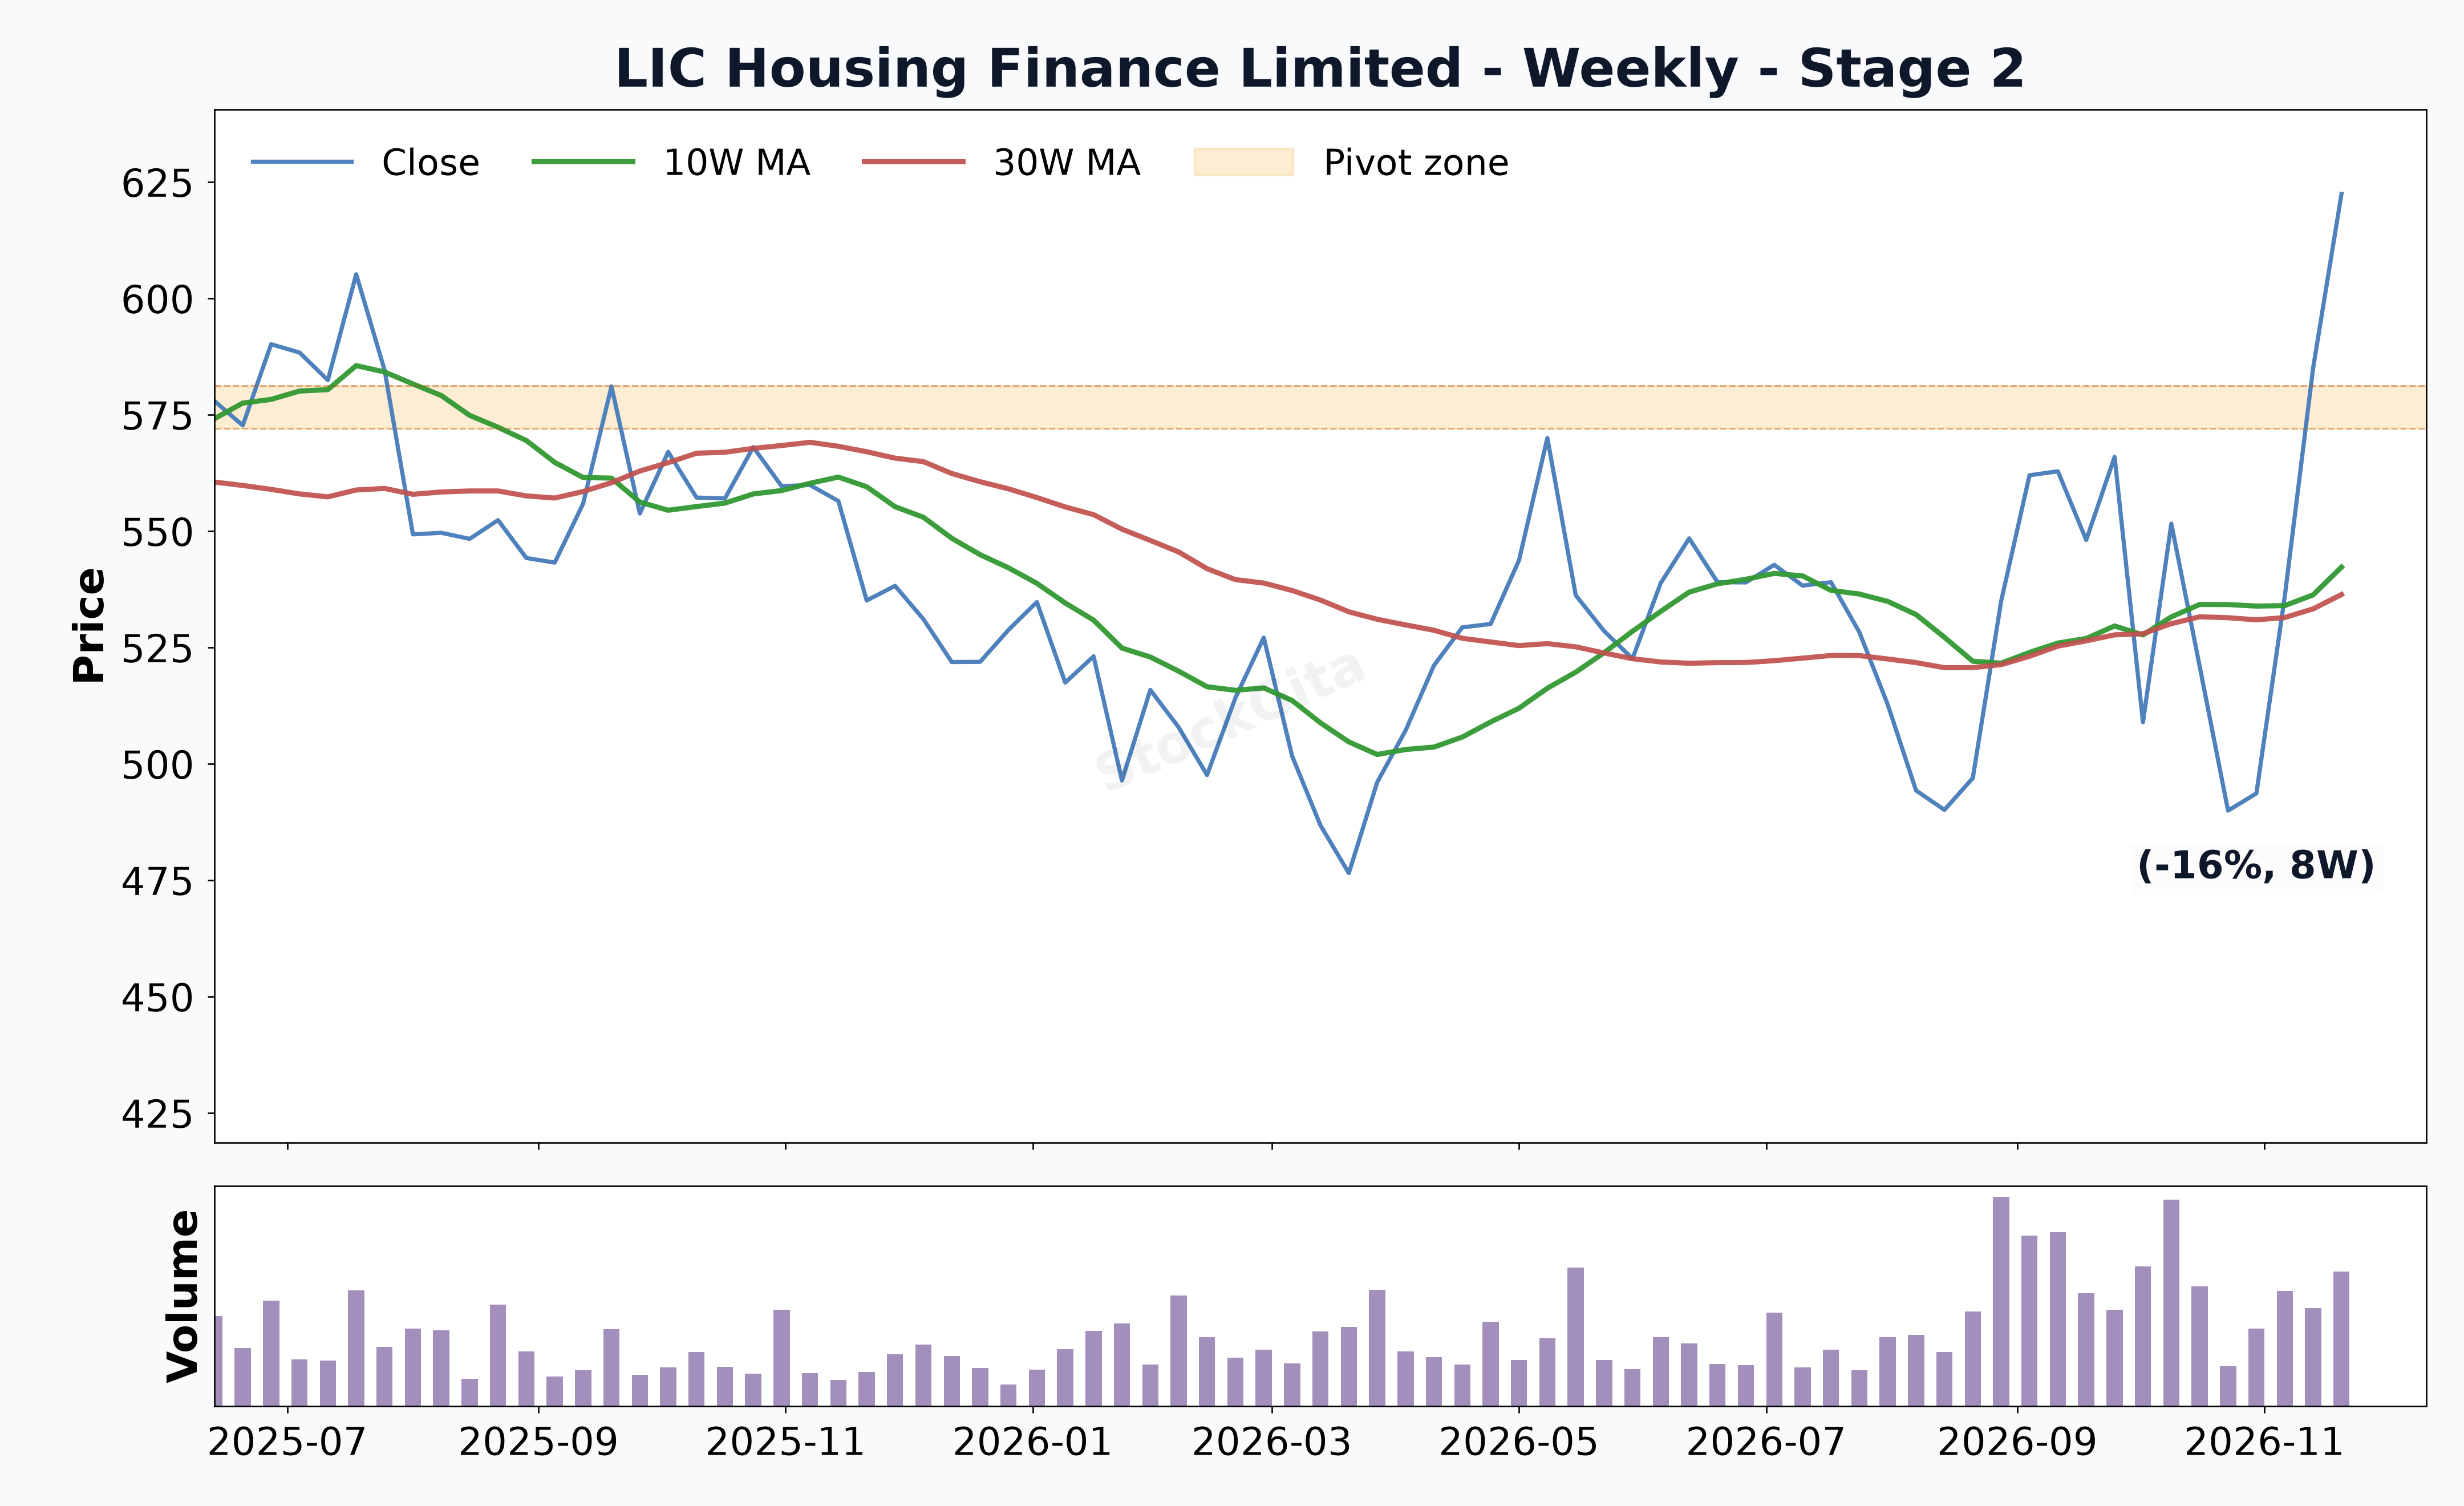 LIC Housing Finance Limited - Weekly - Stage 2
Close 10W MA 30W MA Pivot zone
625
600
575
550
525
500
475
450
425
Price
StockGita
(-16%, 8W)
Volume
2025-07 2025-09 2025-11 2026-01 2026-03 2026-05 2026-07 2026-09 2026-11